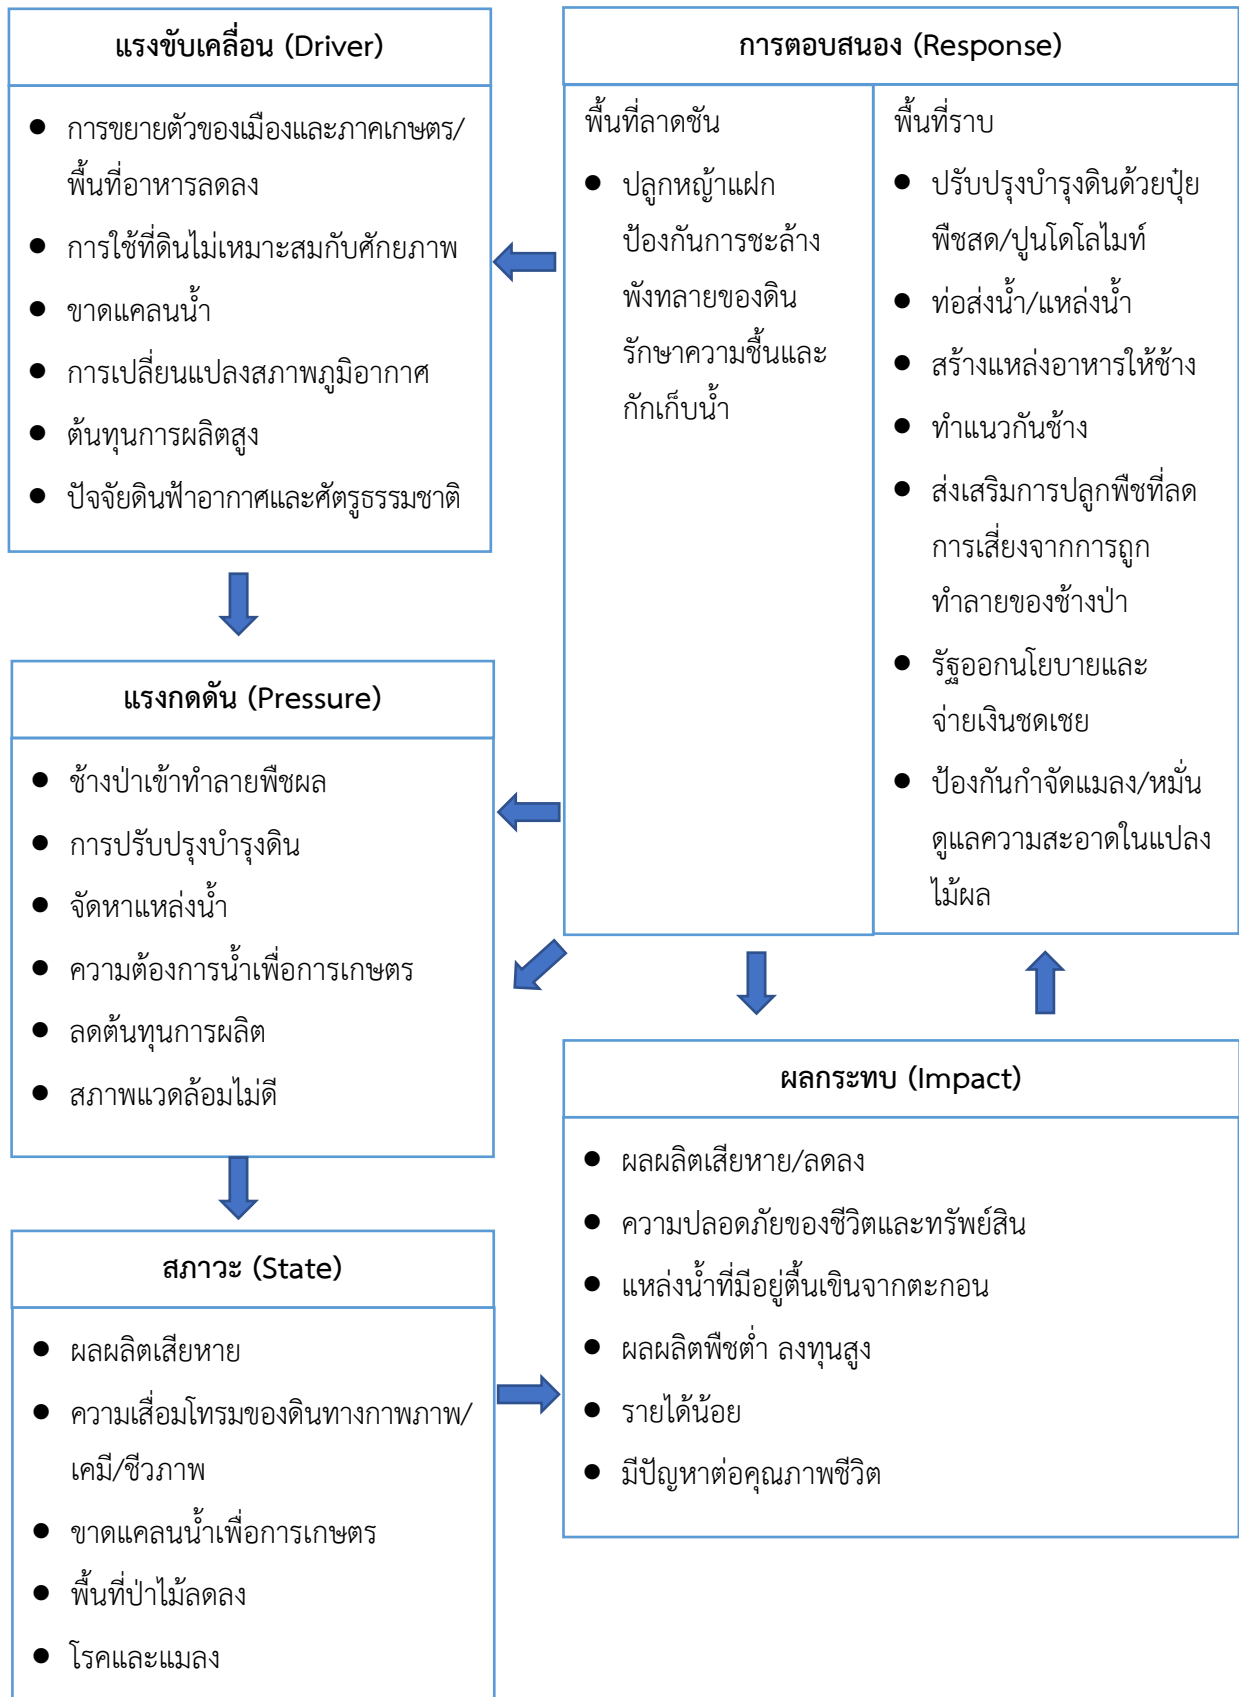 แรงขับเคลื่อน (Driver)
● การขยายตัวของเมืองและภาคเกษตร/
พื้นที่อาหารลดลง
● การใช้ที่ดินไม่เหมาะสมกับศักยภาพ
● ขาดแคลนน้ำ
● การเปลี่ยนแปลงสภาพภูมิอากาศ
● ต้นทุนการผลิตสูง
● ปัจจัยดินฟ้าอากาศและศัตรูธรรมชาติ
การตอบสนอง (Response)
พื้นที่ลาดชัน
● ปลูกหญ้าแฝก
ป้องกันการชะล้าง
พังทลายของดิน
รักษาความชื้นและ
กักเก็บน้ำ
พื้นที่ราบ
● ปรับปรุงบำรุงดินด้วยปุ๋ย
พืชสด/ปูนโดโลไมท์
● ท่อส่งน้ำ/แหล่งน้ำ
● สร้างแหล่งอาหารให้ช้าง
● ทำแนวกันช้าง
● ส่งเสริมการปลูกพืชที่ลด
การเสี่ยงจากการถูก
ทำลายของช้างป่า
● รัฐออกนโยบายและ
จ่ายเงินชดเชย
● ป้องกันกำจัดแมลง/หมั่น
ดูแลความสะอาดในแปลง
ไม้ผล
แรงกดดัน (Pressure)
● ช้างป่าเข้าทำลายพืชผล
● การปรับปรุงบำรุงดิน
● จัดหาแหล่งน้ำ
● ความต้องการน้ำเพื่อการเกษตร
● ลดต้นทุนการผลิต
● สภาพแวดล้อมไม่ดี
ผลกระทบ (Impact)
● ผลผลิตเสียหาย/ลดลง
● ความปลอดภัยของชีวิตและทรัพย์สิน
● แหล่งน้ำที่มีอยู่ตื้นเขินจากตะกอน
● ผลผลิตพืชต่ำ ลงทุนสูง
● รายได้น้อย
● มีปัญหาต่อคุณภาพชีวิต
สภาวะ (State)
● ผลผลิตเสียหาย
● ความเสื่อมโทรมของดินทางกาพภาพ/
เคมี/ชีวภาพ
● ขาดแคลนน้ำเพื่อการเกษตร
● พื้นที่ป่าไม้ลดลง
● โรคและแมลง